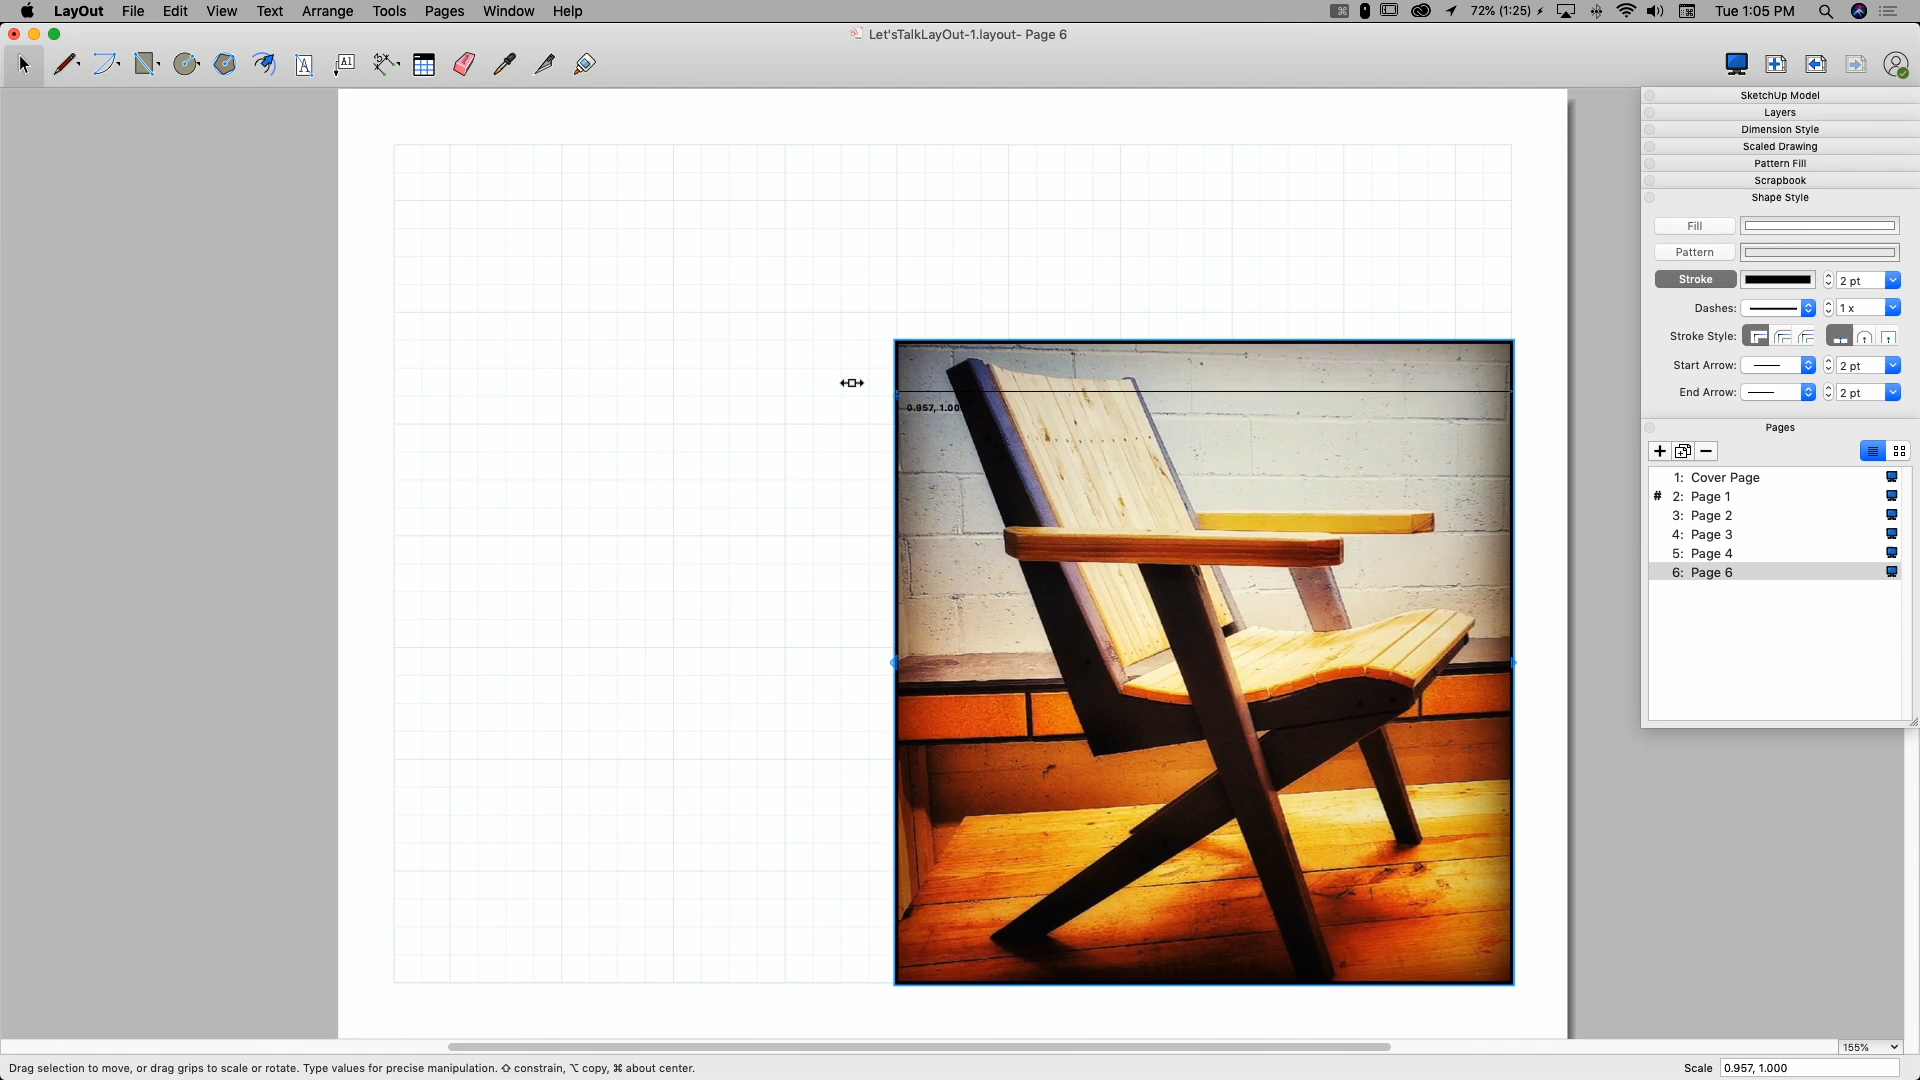 LayOut File Edit View Text Arrange Tools Pages Window Help 72% (1:25) Tue 1:05 PM
Let'sTalkLayOut-1.layout- Page 6
A A1
SketchUp Model
Layers
Dimension Style
Scaled Drawing
Pattern Fill
Scrapbook
Shape Style
Fill
Pattern
Stroke 2 pt
Dashes: 1 x
Stroke Style:
Start Arrow: 2 pt
End Arrow: 2 pt
0.957, 1.00
Pages
1: Cover Page
# 2: Page 1
3: Page 2
4: Page 3
5: Page 4
6: Page 6
155%
Drag selection to move, or drag grips to scale or rotate. Type values for precise manipulation. ⇧ constrain, ⌥ copy, ⌘ about center. Scale 0.957, 1.000